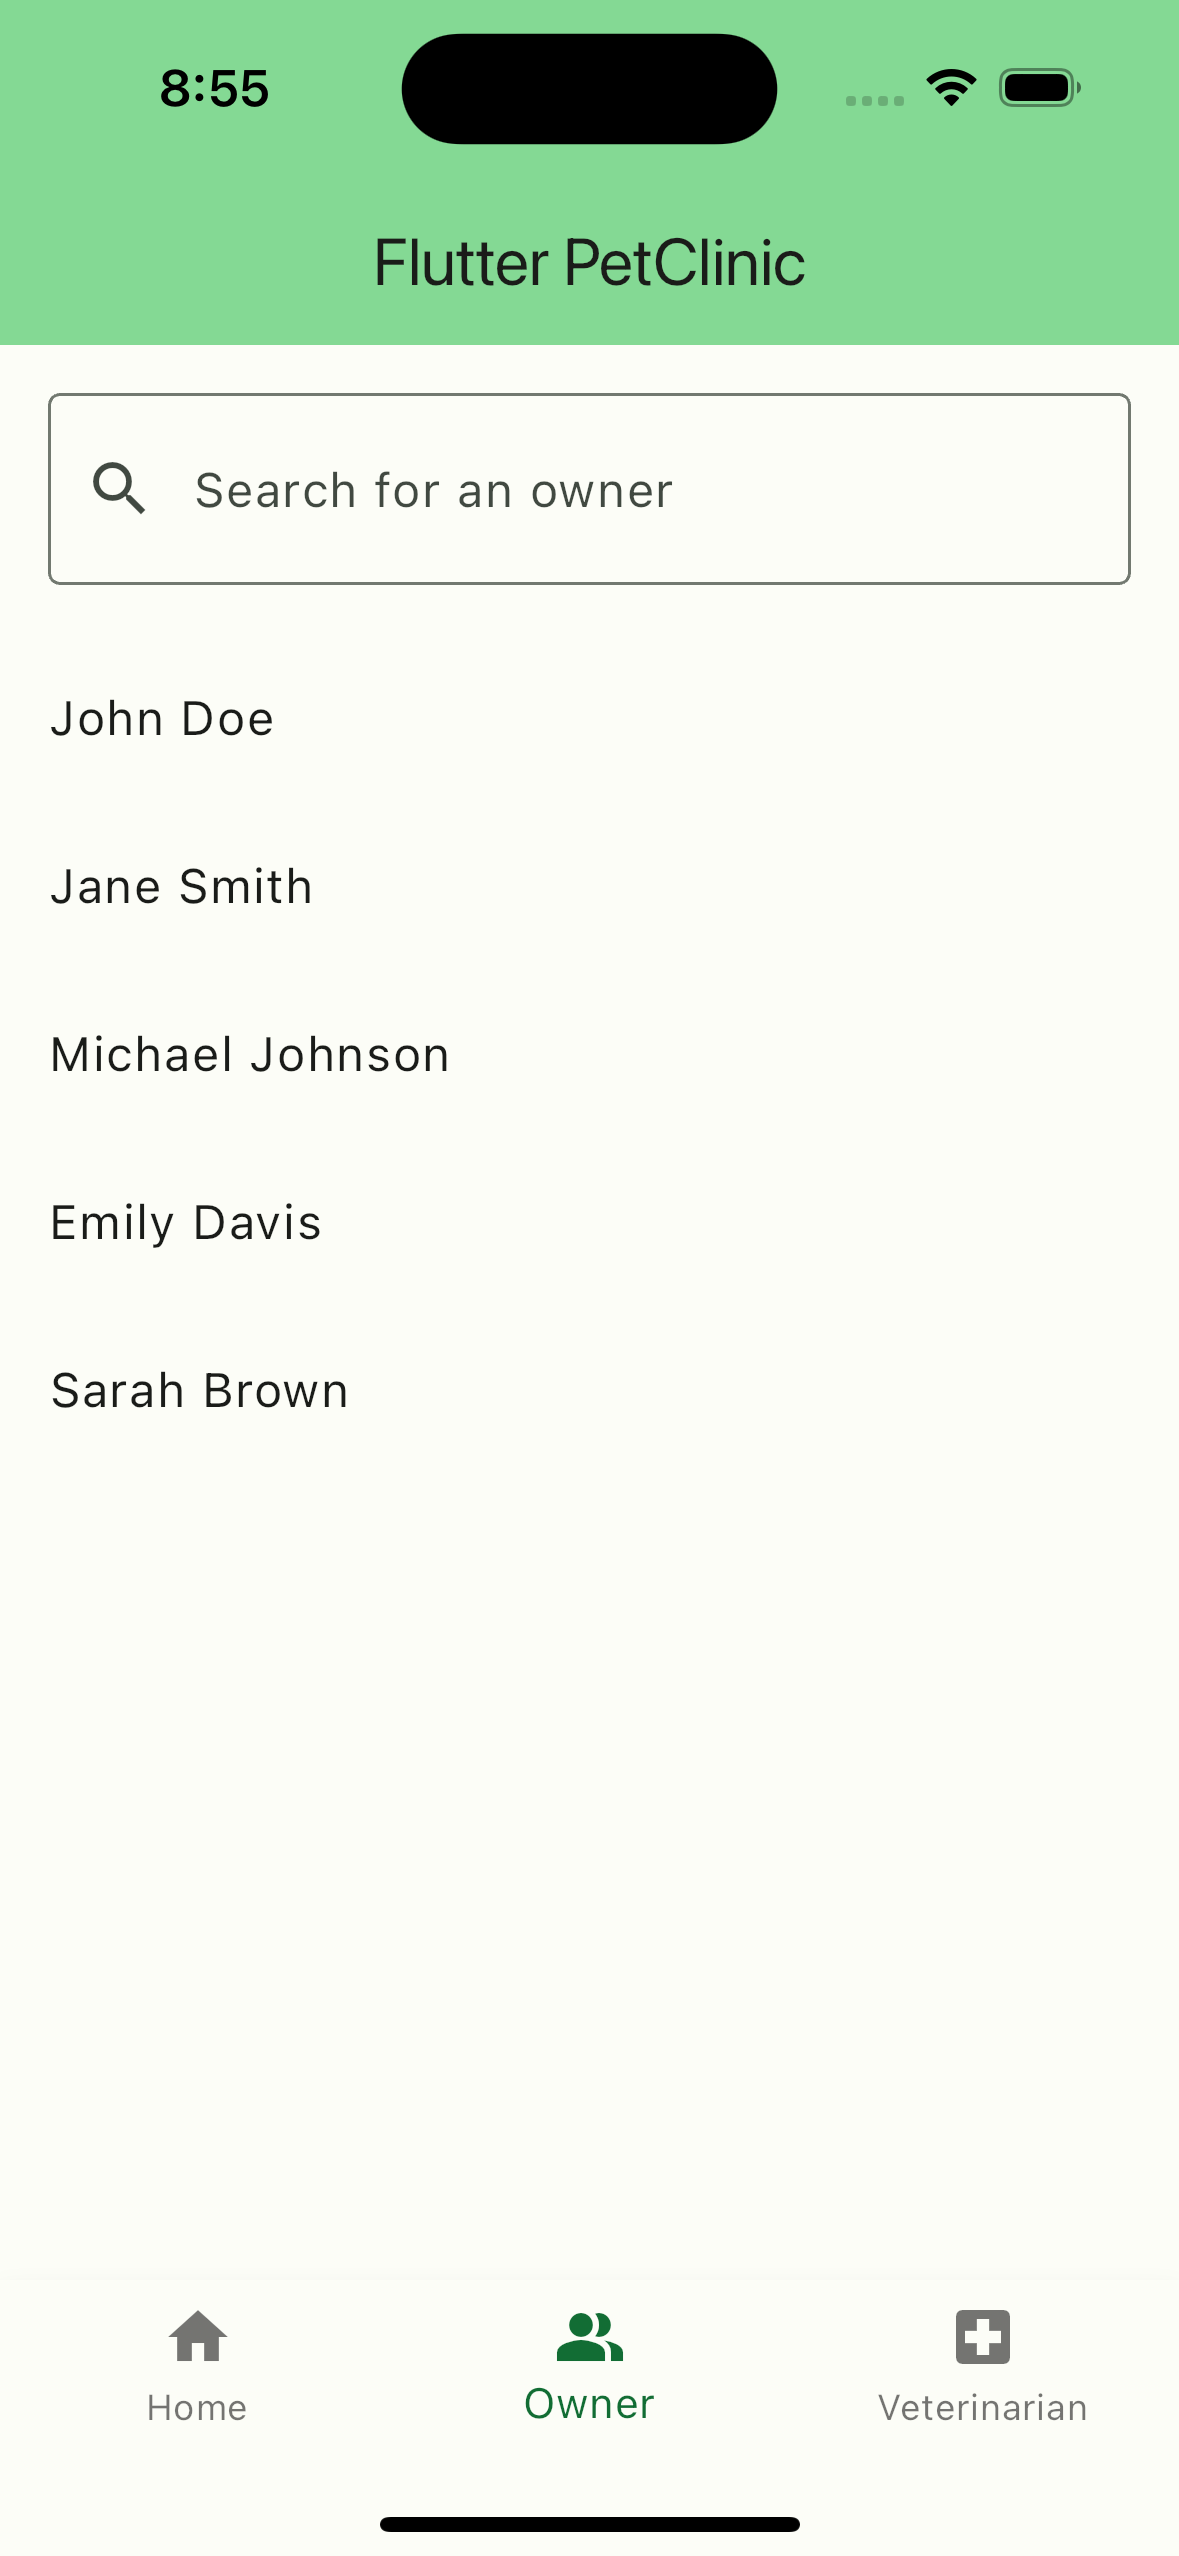 8:55
Flutter PetClinic
Search for an owner
John Doe
Jane Smith
Michael Johnson
Emily Davis
Sarah Brown
Home
Owner
Veterinarian